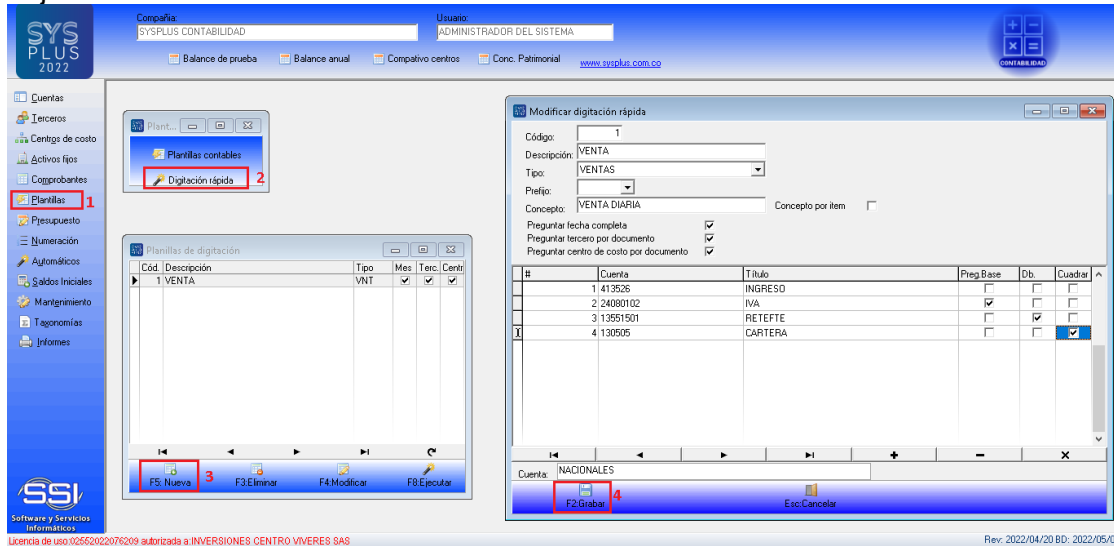 Compañía:
Usuario:
SYSPLUS CONTABILIDAD
ADMINISTRADOR DEL SISTEMA
SYS
PLUS
2022
Balance de prueba
Balance anual
Compativo centros
Conc. Patrimonial
www.sysplus.com.co
CONTABILIDAD
Cuentas
Terceros
Centros de costo
Activos fijos
Comprobantes
Plantillas
1
Presupuesto
Numeración
Automáticos
Saldos Iniciales
Mantenimiento
Taxonomías
Informes
SSI
Software y Servicios
Informáticos
Plant...
Plantillas contables
Digitación rápida
2
Planillas de digitación
Cód. Descripción Tipo Mes Terc. Centr
1 VENTA VNT
F5: Nueva
3
F3:Eliminar
F4:Modificar
F8:Ejecutar
Modificar digitación rápida
Código: 1
Descripción: VENTA
Tipo: VENTAS
Prefijo:
Concepto: VENTA DIARIA
Concepto por item
Preguntar fecha completa
Preguntar tercero por documento
Preguntar centro de costo por documento
# Cuenta Título Preg.Base Db. Cuadrar
1 413526 INGRESO
2 24080102 IVA
3 13551501 RETEFTE
4 130505 CARTERA
Cuenta: NACIONALES
F2:Grabar
4
Esc:Cancelar
Licencia de uso:02552022076209 autorizada a:INVERSIONES CENTRO VIVERES SAS
Rev: 2022/04/20 BD: 2022/05/